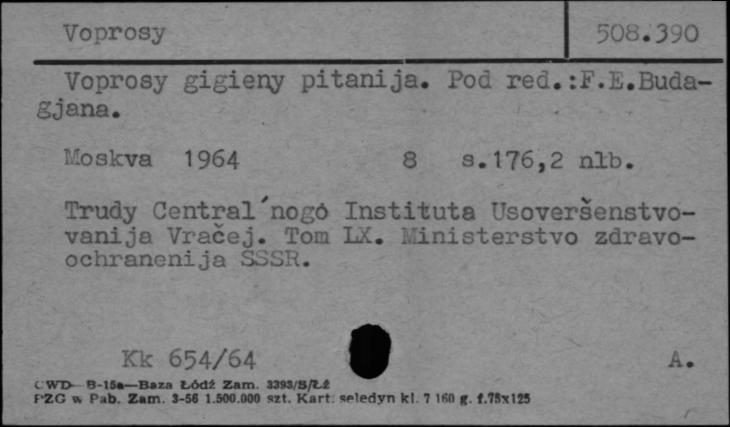 Voprosy 508.390
Voprosy gigieny pitanija. Pod red.:F.E.Buda-
gjana.
Moskva 1964 8 s.176,2 nlb.
Trudy Central'nogo Instituta Usoveršenstvo-
vanija Vračej. Tom LX. Ministerstvo zdravo-
ochranenija SSSR.
Kk 654/64 A.
CWD B-15a—Baza Łódź Zam. 3393/S/ŁŻ
PZG w Pab. Zam. 3-56 1.500.000 szt. Kart. seledyn kl. 7 160 g. f.75x125